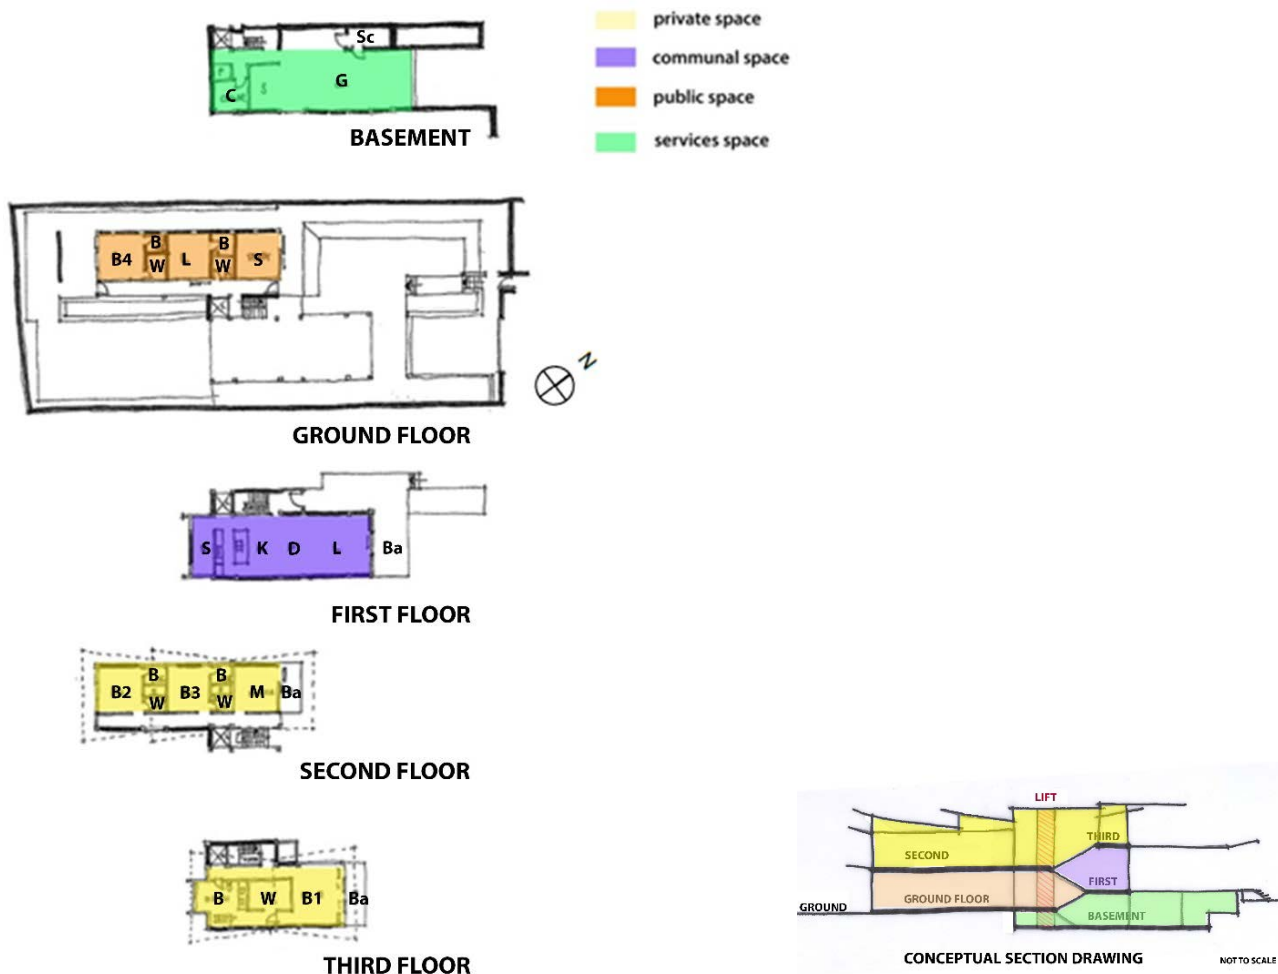 Sc
G
C
S
BASEMENT
private space
communal space
public space
services space
B B
B4 L S
W W
N
GROUND FLOOR
S K D L Ba
FIRST FLOOR
B B
B2 B3 M Ba
W W
SECOND FLOOR
B W B1 Ba
THIRD FLOOR
LIFT
THIRD
SECOND
FIRST
GROUND FLOOR
GROUND
BASEMENT
CONCEPTUAL SECTION DRAWING
NOT TO SCALE